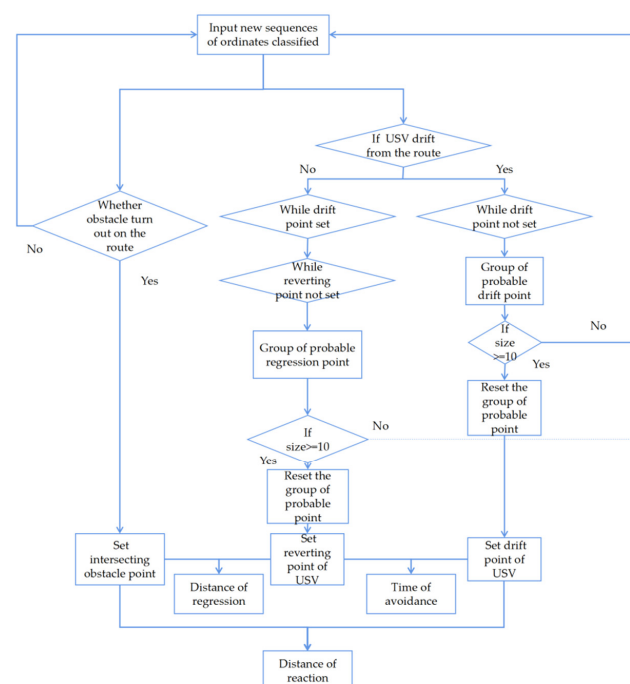 Input new sequences
of ordinates classified
If USV drift
from the route
No
Yes
Whether
obstacle turn
out on the
route
No
Yes
While drift
point set
While drift
point not set
While
reverting
point not set
Group of
probable
drift point
If
size
>=10
No
Yes
Group of probable
regression point
Reset the
group of
probable
point
If
size>=10
No
Yes
Reset the
group of
probable
point
Set
intersecting
obstacle point
Set
reverting
point of
USV
Set drift
point of
USV
Distance of
regression
Time of
avoidance
Distance of
reaction